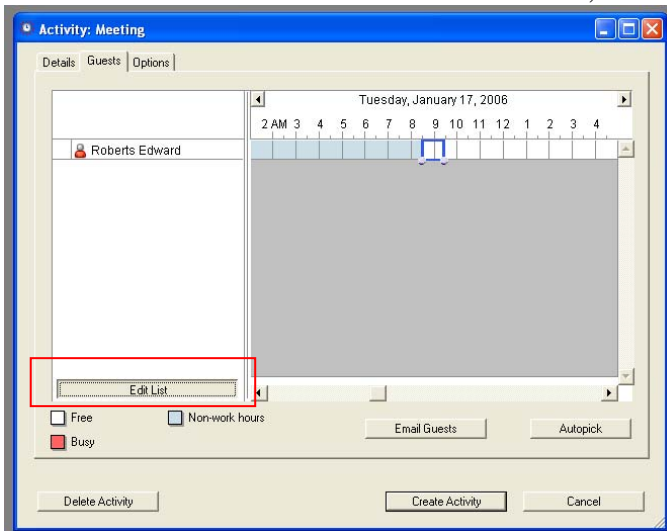 Activity: Meeting
Details Guests Options
Tuesday, January 17, 2006
2 AM 3 4 5 6 7 8 9 10 11 12 1 2 3 4
Roberts Edward
Edit List
Free Non-work hours
Busy
Email Guests Autopick
Delete Activity Create Activity Cancel